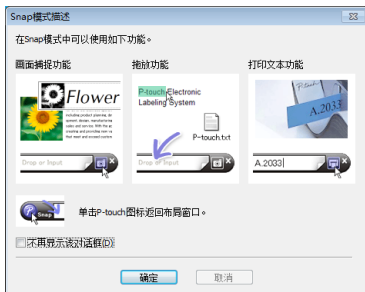 Snap模式描述
在Snap模式中可以使用如下功能。
画面捕捉功能
拖放功能
打印文本功能
Flower
P-touch Electronic
Labeling System
P-touch.txt
A.2033
Drop or Input
Drop or Input
A.2033
Snap
单击P-touch图标返回布局窗口。
不再显示该对话框(D)
确定
取消